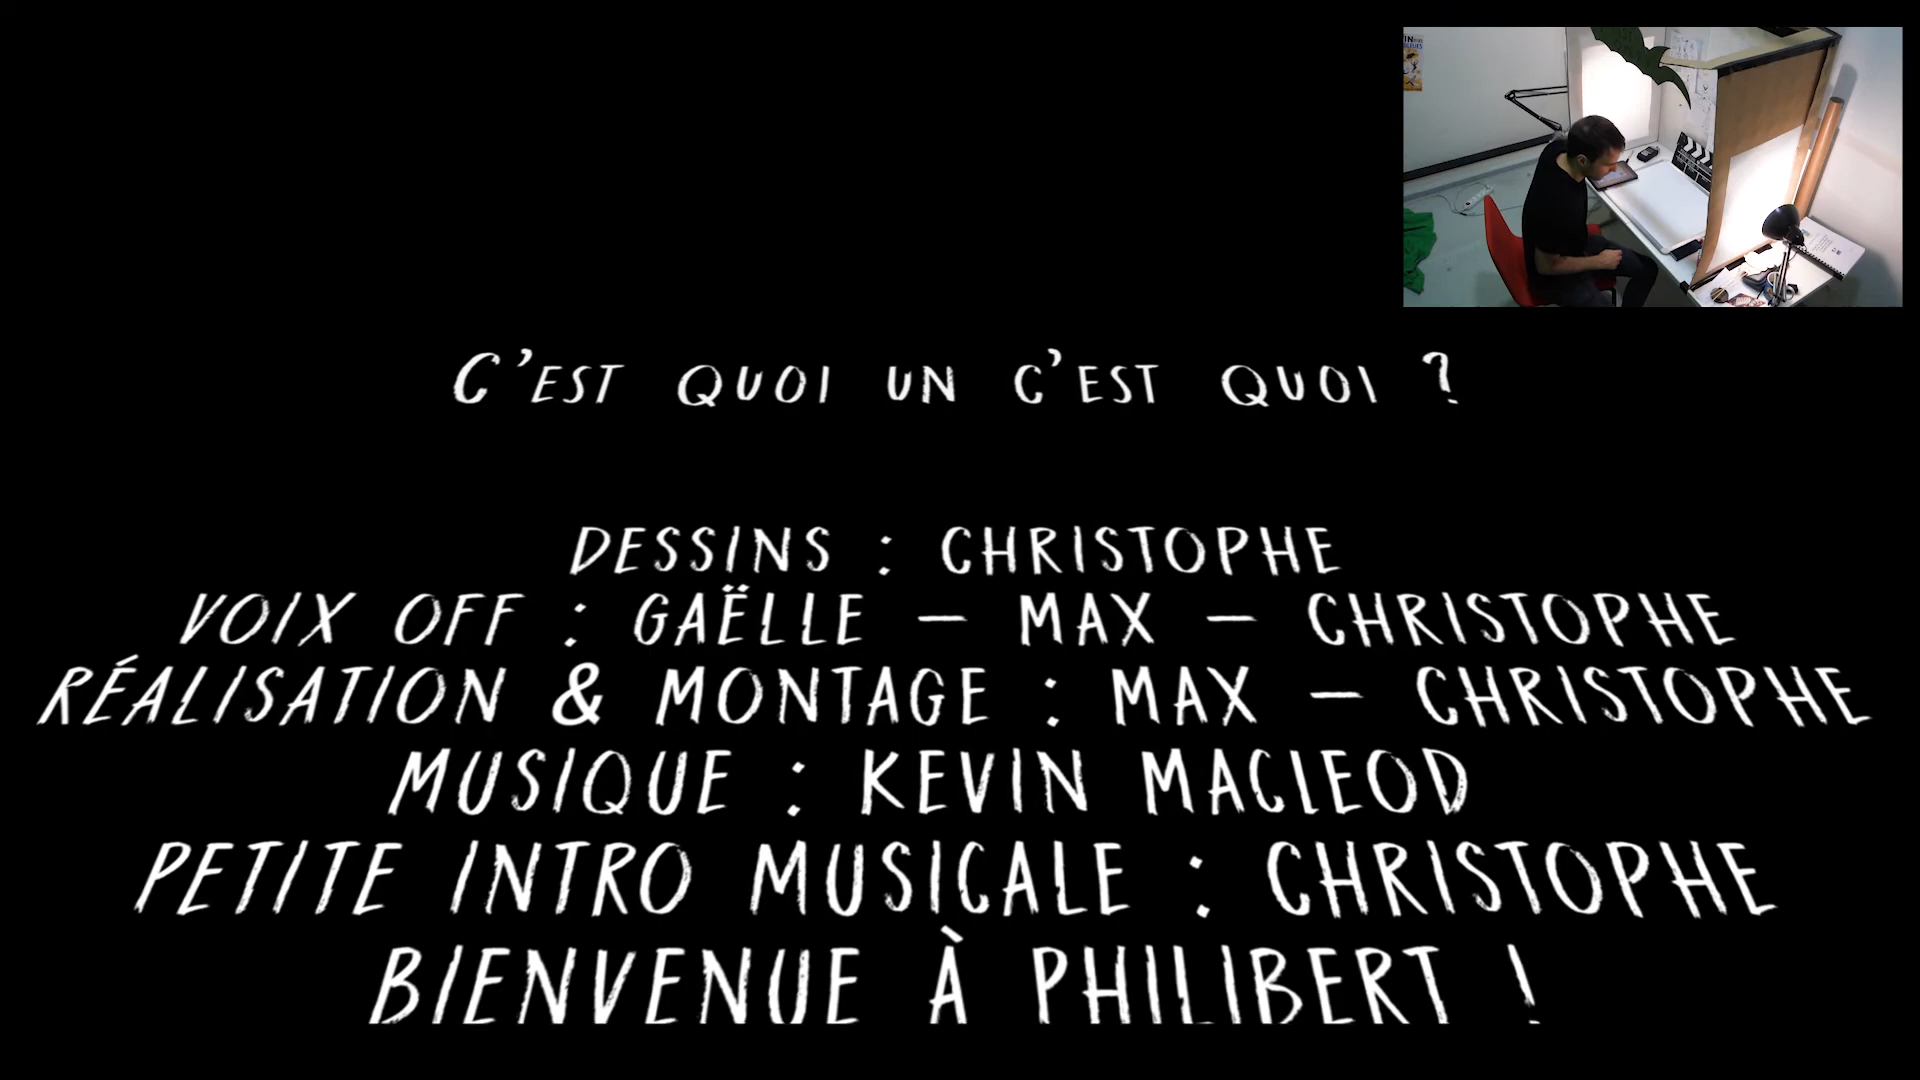 C'EST QUOI UN C'EST QUOI ?
DESSINS : CHRISTOPHE
VOIX OFF : GAËLLE – MAX – CHRISTOPHE
RÉALISATION & MONTAGE : MAX – CHRISTOPHE
MUSIQUE : KEVIN MACLEOD
PETITE INTRO MUSICALE : CHRISTOPHE
BIENVENUE À PHILIBERT !